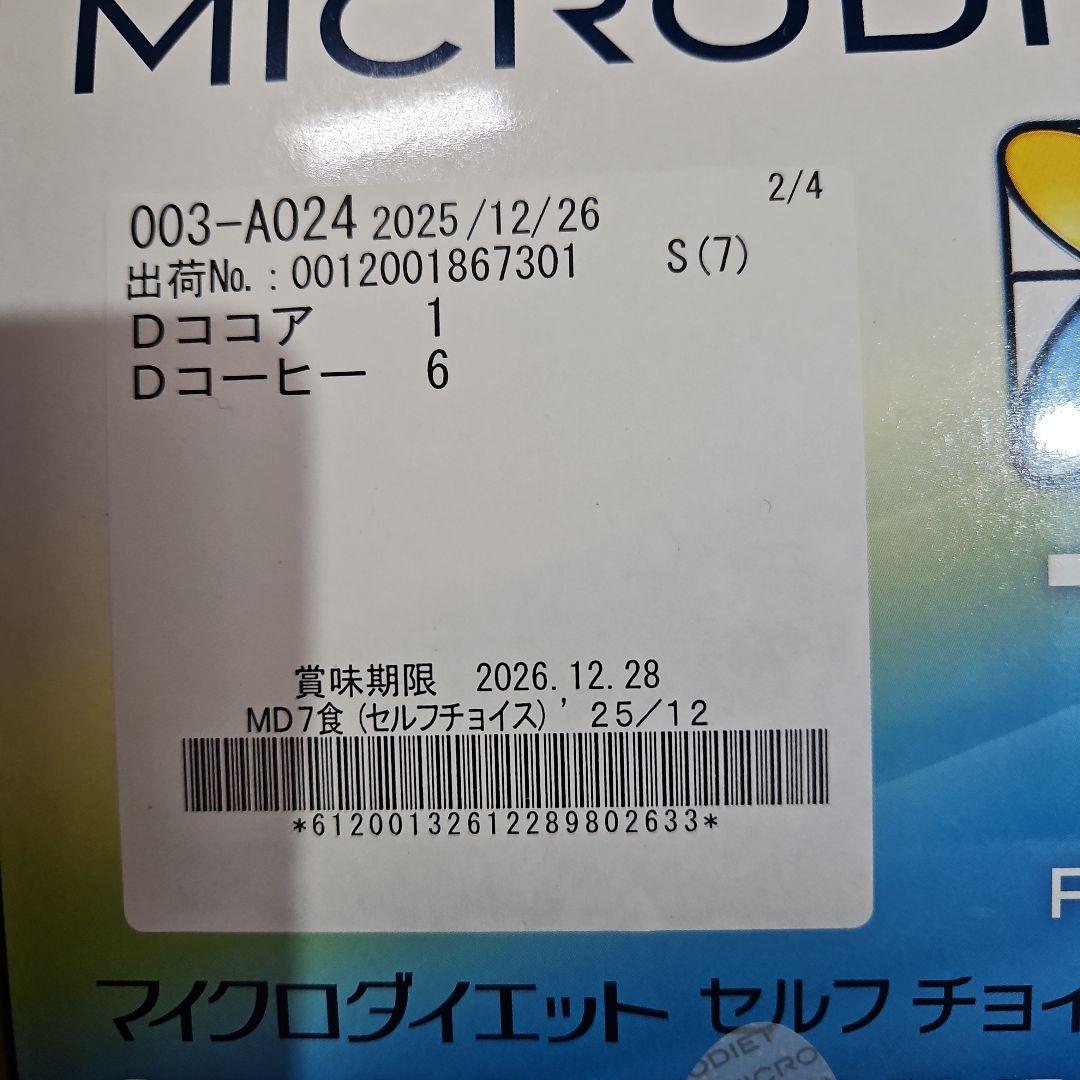 MICRODI
2/4
003-A024 2025/12/26
出荷No.:0012001867301 S(7)
Dココア 1
Dコーヒー 6
賞味期限 2026.12.28
MD7食(セルフチョイス)'25/12
*61200132612289802633*
マイクロダイエット セルフチョイ
ODIET
MICRO